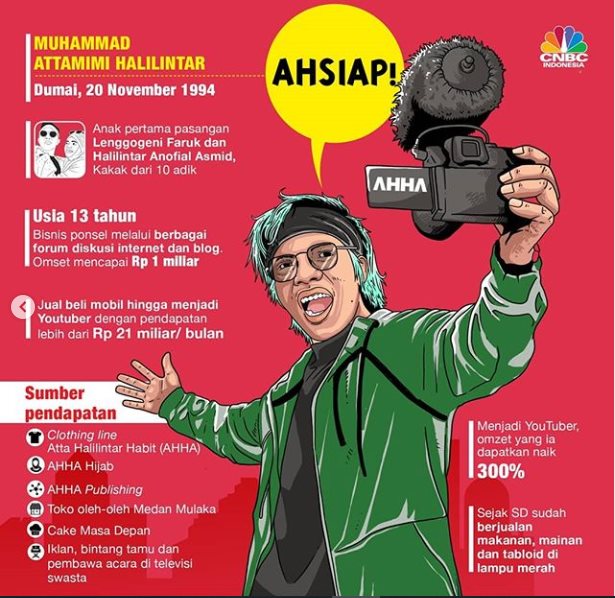 MUHAMMAD
ATTAMIMI HALILINTAR
Dumai, 20 November 1994
AHSIAP!
CNBC
INDONESIA
AHHA
Anak pertama pasangan
Lenggogeni Faruk dan
Halilintar Anofial Asmid,
Kakak dari 10 adik
Usia 13 tahun
Bisnis ponsel melalui berbagai
forum diskusi internet dan blog.
Omset mencapai Rp 1 miliar
Jual beli mobil hingga menjadi
Youtuber dengan pendapatan
lebih dari Rp 21 miliar/ bulan
Sumber
pendapatan
Clothing line
Atta Halilintar Habit (AHHA)
AHHA Hijab
AHHA Publishing
Toko oleh-oleh Medan Mulaka
Cake Masa Depan
Iklan, bintang tamu dan
pembawa acara di televisi
swasta
Menjadi YouTuber,
omzet yang ia
dapatkan naik
300%
Sejak SD sudah
berjualan
makanan, mainan
dan tabloid di
lampu merah